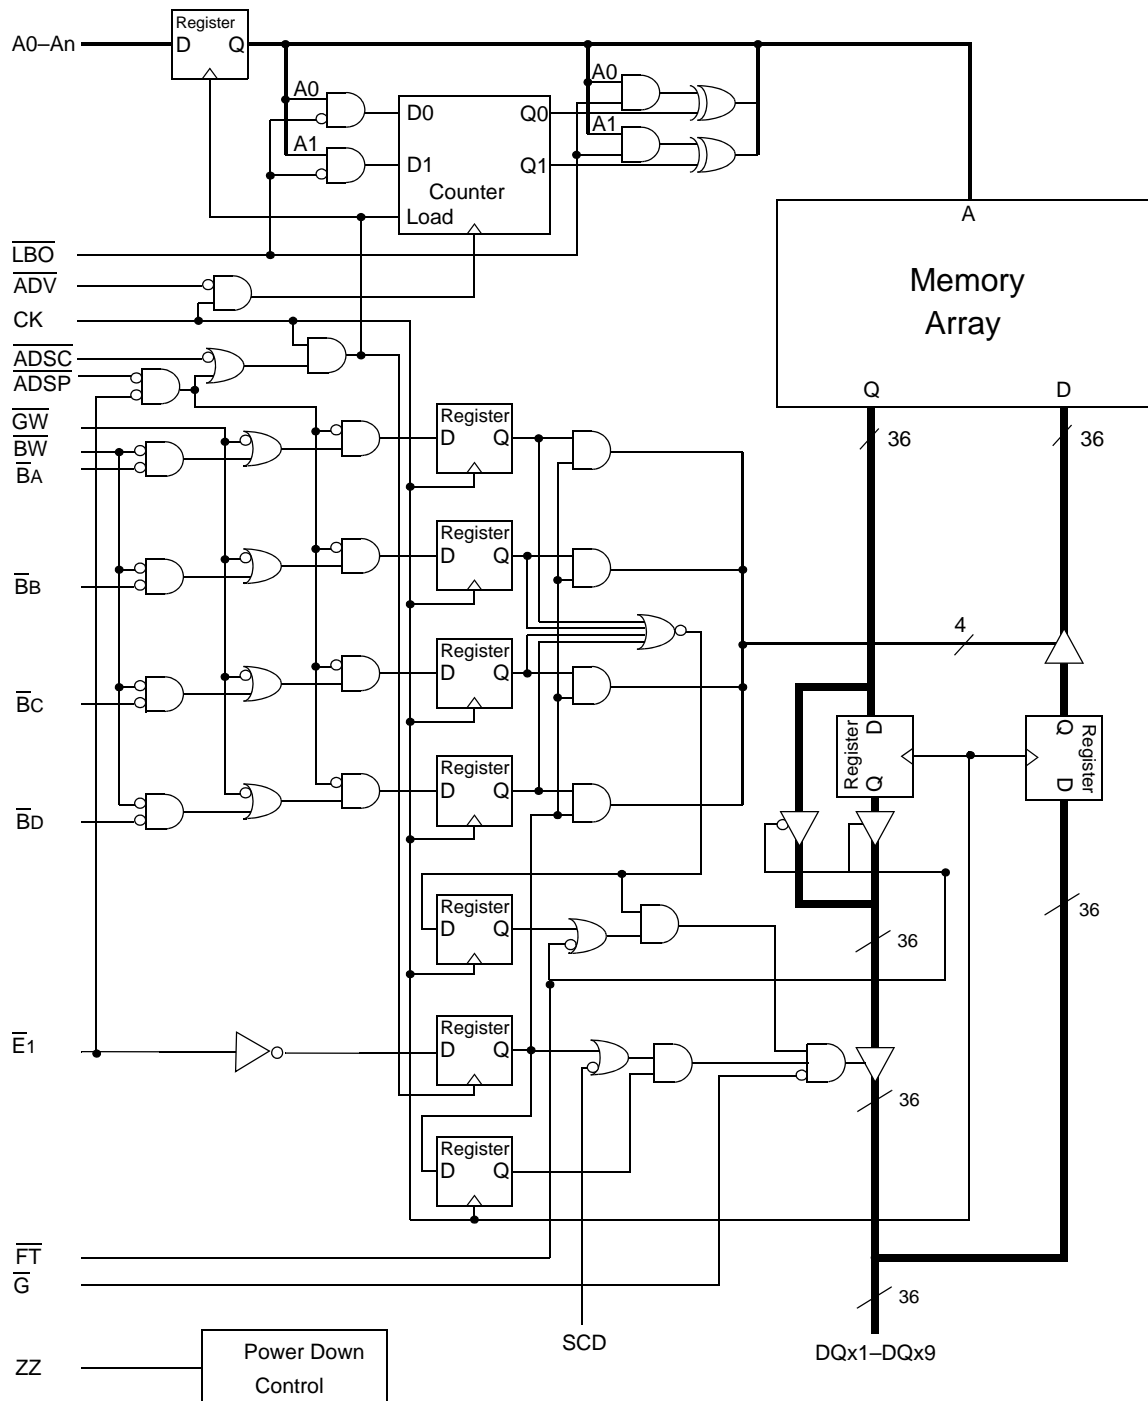 Register
A0–An
D Q
A0
A0
D0
Q0
A1
A1
D1
Q1
Counter
Load
A
LBO
ADV
Memory
CK
Array
ADSC
ADSP
Q
D
GW
Register
36
36
BW
D Q
BA
Register
D Q
BB
4
Register
D Q
BC
D
Q
Register
Register
Q
D
Register
D Q
BD
Register
D Q
36
36
Register
E1
D Q
36
Register
D Q
FT
G
36
SCD
DQx1–DQx9
ZZ
Power Down
Control